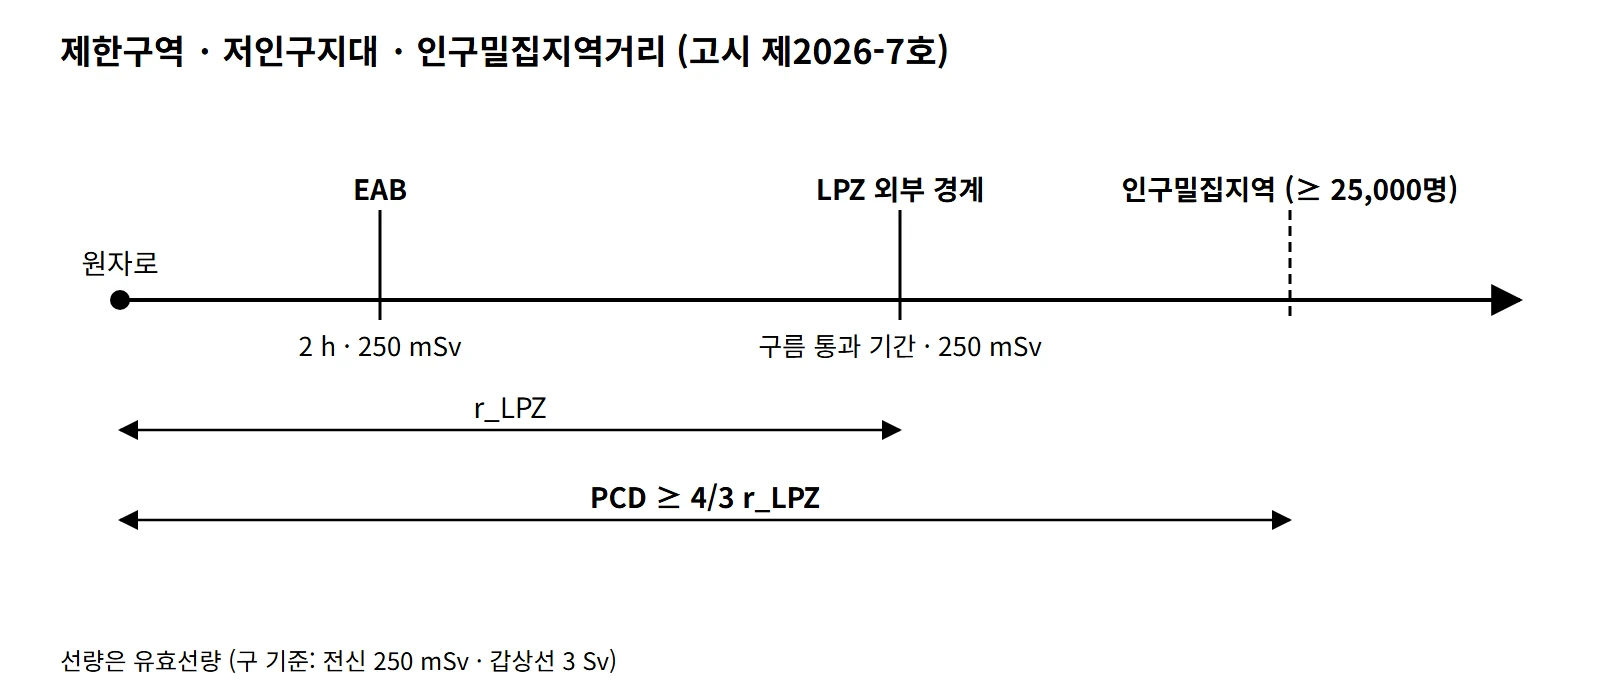 제한구역 · 저인구지대 · 인구밀집지역거리 (고시 제2026-7호)
EAB
LPZ 외부 경계
인구밀집지역 (≥ 25,000명)
원자로
2 h · 250 mSv
구름 통과 기간 · 250 mSv
r_LPZ
PCD ≥ 4/3 r_LPZ
선량은 유효선량 (구 기준: 전신 250 mSv · 갑상선 3 Sv)